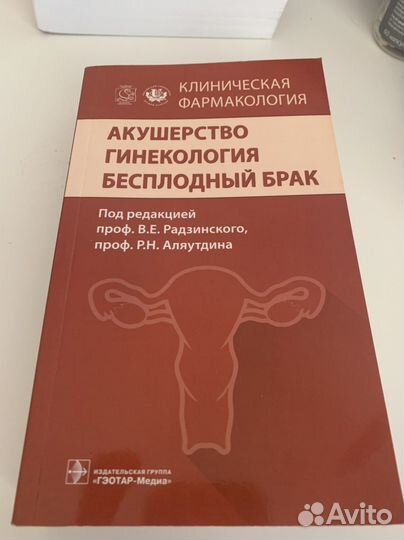 КЛИНИЧЕСКАЯ
ФАРМАКОЛОГИЯ
АКУШЕРСТВО
ГИНЕКОЛОГИЯ
БЕСПЛОДНЫЙ БРАК
Под редакцией
проф. В.Е. Радзинского,
проф. Р.Н. Аляутдина
ИЗДАТЕЛЬСКАЯ ГРУППА
«ГЭОТАР-Медиа»
Avito